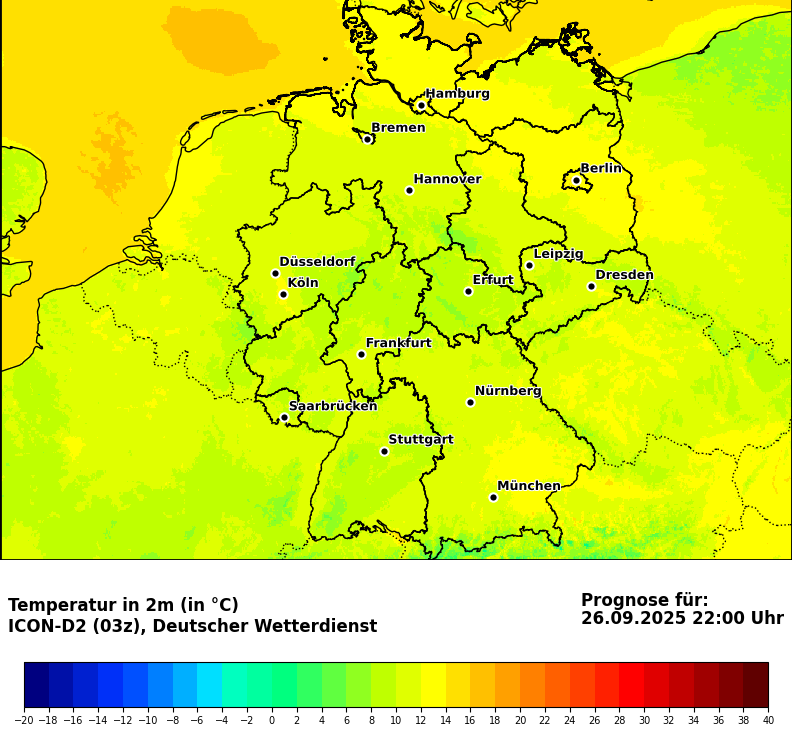 Hamburg
Bremen
Berlin
Hannover
Leipzig
Düsseldorf
Dresden
Köln
Erfurt
Frankfurt
Nürnberg
Saarbrücken
Stuttgart
München
Temperatur in 2m (in °C)
ICON-D2 (03z), Deutscher Wetterdienst
Prognose für:
26.09.2025 22:00 Uhr
−20 −18 −16 −14 −12 −10 −8 −6 −4 −2 0 2 4 6 8 10 12 14 16 18 20 22 24 26 28 30 32 34 36 38 40